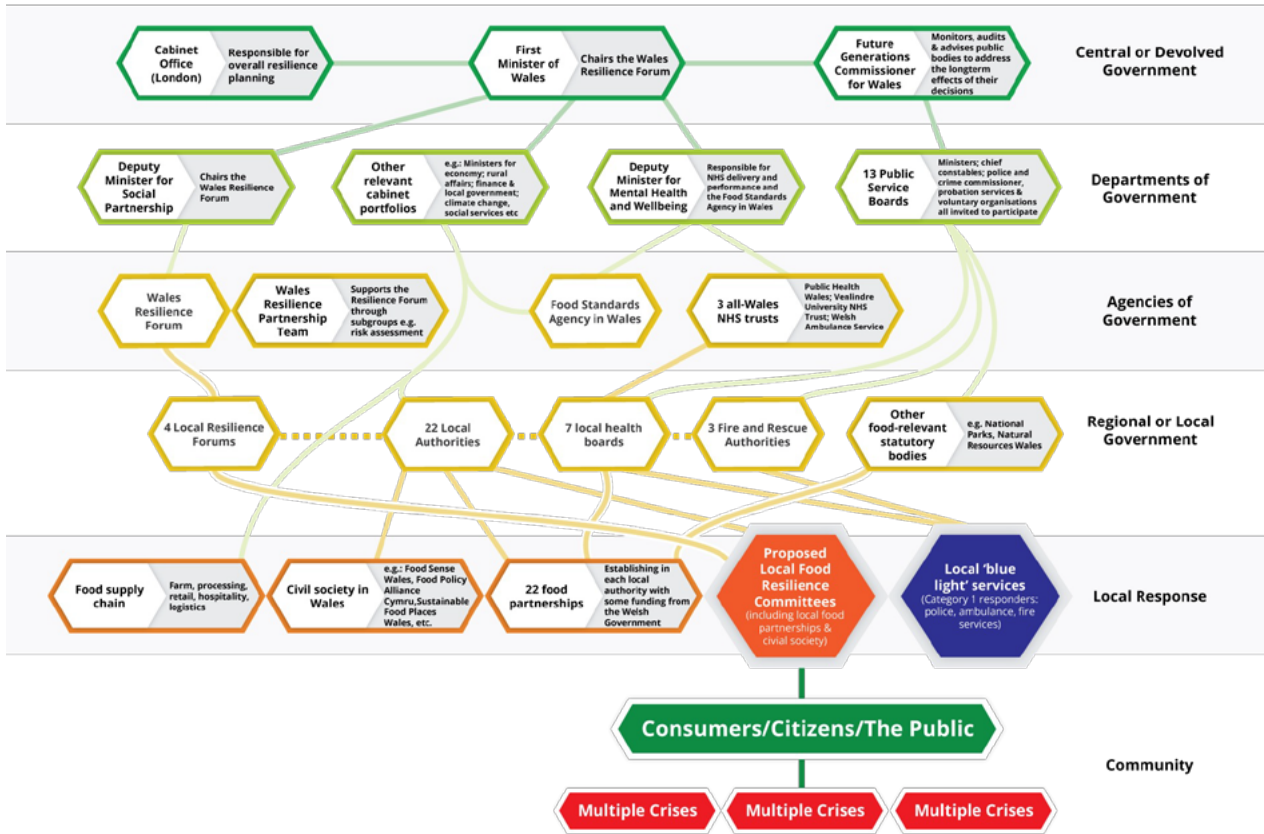 Cabinet
Office
(London)
Responsible for
overall resilience
planning
First
Minister of
Wales
Chairs the Wales
Resilience Forum
Future
Generations
Commissioner
for Wales
Monitors, audits
& advises public
bodies to address
the longterm
effects of their
decisions
Central or Devolved
Government
Deputy
Minister for
Social
Partnership
Chairs the
Wales Resilience
Forum
Other
relevant
cabinet
portfolios
e.g.: Ministers for
economy; rural
affairs; finance &
local government;
climate change,
social services etc
Deputy
Minister for
Mental Health
and Wellbeing
Responsible for
NHS delivery and
performance and
the Food Standards
Agency in Wales
13 Public
Service
Boards
Ministers; chief
constables; police and
crime commissioner,
probation services &
voluntary organisations
all invited to participate
Departments of
Government
Wales
Resilience
Forum
Wales
Resilience
Partnership
Team
Supports the
Resilience Forum
through
subgroups e.g.
risk assessment
Food Standards
Agency in Wales
3 all-Wales
NHS trusts
Public Health
Wales; Veslindre
University NHS
Trust; Welsh
Ambulance Service
Agencies of
Government
4 Local Resilience
Forums
22 Local
Authorities
7 local health
boards
3 Fire and Rescue
Authorities
Other
food-relevant
statutory
bodies
e.g. National
Parks, Natural
Resources Wales
Regional or Local
Government
Food supply
chain
Farm, processing,
retail, hospitality,
logistics
Civil society in
Wales
e.g.: Food Sense
Wales, Food Policy
Alliance
Cymru,Sustainable
Food Places
Wales, etc.
22 food
partnerships
Establishing in
each local
authority with
some funding from
the Welsh
Government
Proposed
Local Food
Resilience
Committees
(including local food
partnerships &
civial society)
Local ‘blue
light’ services
(Category 1 responders:
police, ambulance, fire
services)
Local Response
Consumers/Citizens/The Public
Community
Multiple Crises
Multiple Crises
Multiple Crises